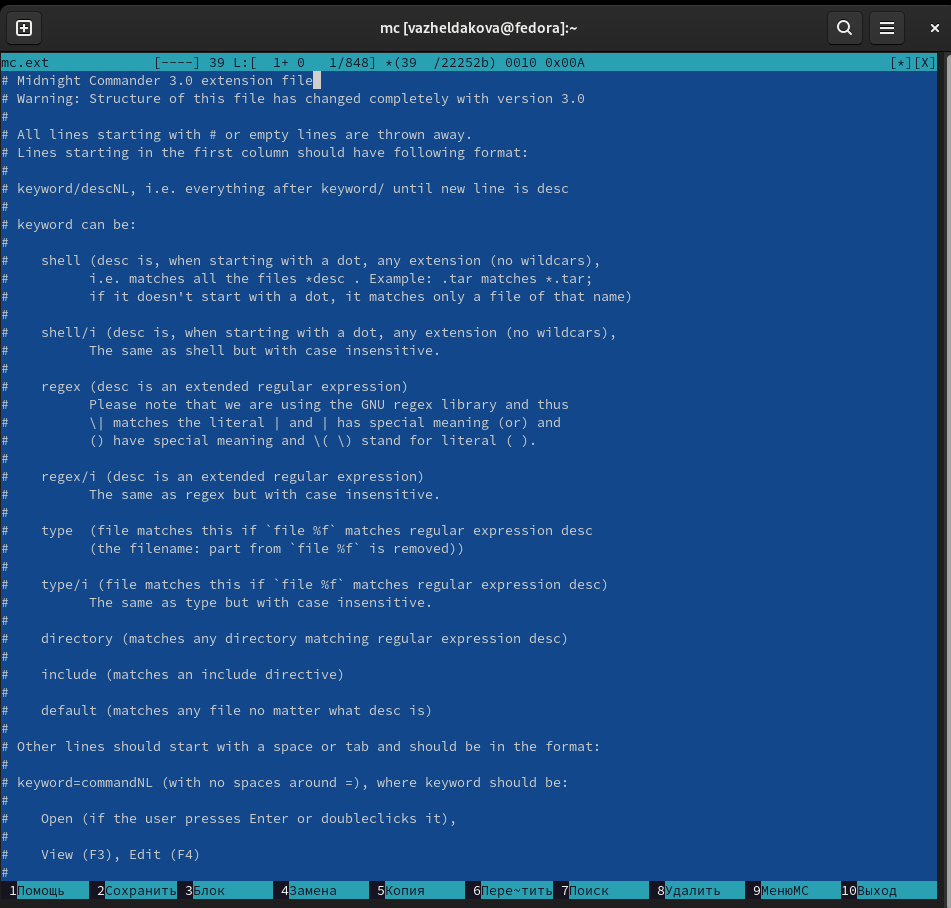 mc [vazheldakova@fedora]:~
mc.ext [----] 39 L:[ 1+ 0 1/848] *(39 /22252b) 0010 0x00A [*][X]
# Midnight Commander 3.0 extension file
# Warning: Structure of this file has changed completely with version 3.0
#
# All lines starting with # or empty lines are thrown away.
# Lines starting in the first column should have following format:
#
# keyword/descNL, i.e. everything after keyword/ until new line is desc
#
# keyword can be:
#
#    shell (desc is, when starting with a dot, any extension (no wildcars),
#          i.e. matches all the files *desc . Example: .tar matches *.tar;
#          if it doesn't start with a dot, it matches only a file of that name)
#
#    shell/i (desc is, when starting with a dot, any extension (no wildcars),
#          The same as shell but with case insensitive.
#
#    regex (desc is an extended regular expression)
#          Please note that we are using the GNU regex library and thus
#          \| matches the literal | and | has special meaning (or) and
#          () have special meaning and \( \) stand for literal ( ).
#
#    regex/i (desc is an extended regular expression)
#          The same as regex but with case insensitive.
#
#    type  (file matches this if `file %f` matches regular expression desc
#          (the filename: part from `file %f` is removed))
#
#    type/i (file matches this if `file %f` matches regular expression desc)
#          The same as type but with case insensitive.
#
#    directory (matches any directory matching regular expression desc)
#
#    include (matches an include directive)
#
#    default (matches any file no matter what desc is)
#
# Other lines should start with a space or tab and should be in the format:
#
# keyword=commandNL (with no spaces around =), where keyword should be:
#
#    Open (if the user presses Enter or doubleclicks it),
#
#    View (F3), Edit (F4)
#
1Помощь 2Сохранить 3Блок 4Замена 5Копия 6Пере~тить 7Поиск 8Удалить 9МенюMC 10Выход